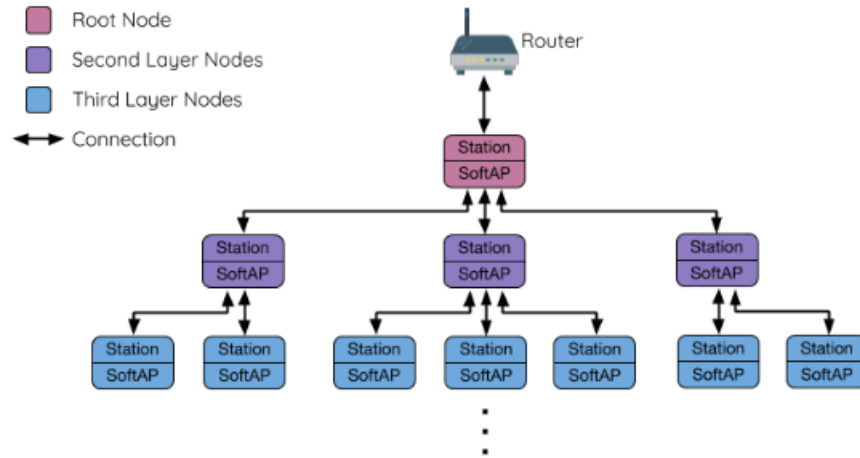 Root Node
Second Layer Nodes
Third Layer Nodes
Connection
Router
Station
SoftAP
Station
SoftAP
Station
SoftAP
Station
SoftAP
Station
SoftAP
Station
SoftAP
Station
SoftAP
Station
SoftAP
Station
SoftAP
Station
SoftAP
Station
SoftAP